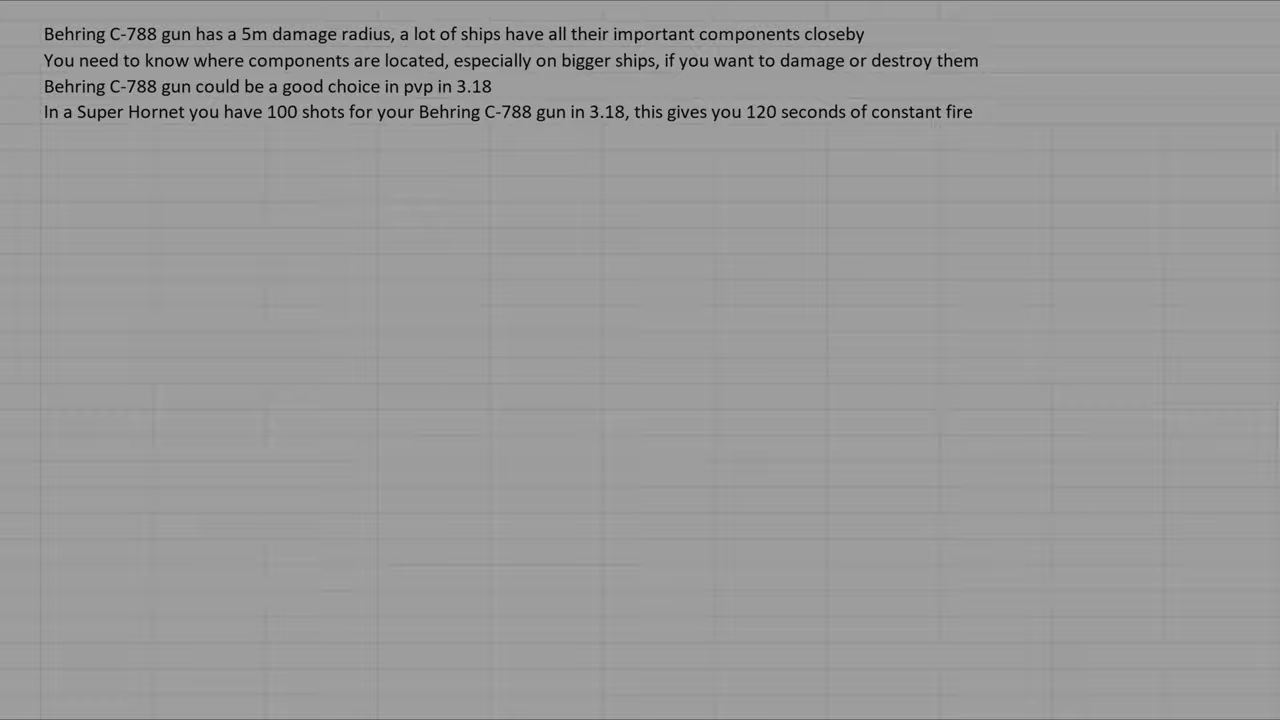 Behring C-788 gun has a 5m damage radius, a lot of ships have all their important components closeby
You need to know where components are located, especially on bigger ships, if you want to damage or destroy them
Behring C-788 gun could be a good choice in pvp in 3.18
In a Super Hornet you have 100 shots for your Behring C-788 gun in 3.18, this gives you 120 seconds of constant fire